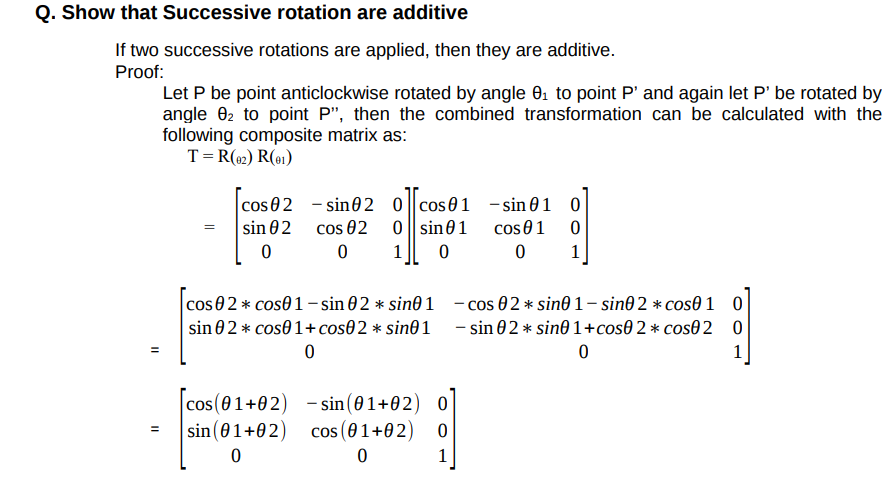 Q. Show that Successive rotation are additive
If two successive rotations are applied, then they are additive.
Proof:
Let P be point anticlockwise rotated by angle θ₁ to point P’ and again let P’ be rotated by
angle θ₂ to point P’’, then the combined transformation can be calculated with the
following composite matrix as:
T = R(θ2) R(θ1)
[cosθ2 −sinθ2 0][cosθ1 −sinθ1 0]
= [sinθ2 cosθ2 0][sinθ1 cosθ1 0]
[0 0 1][0 0 1]
[cosθ2∗cosθ1−sinθ2∗sinθ1 −cosθ2∗sinθ1−sinθ2∗cosθ1 0]
[sinθ2∗cosθ1+cosθ2∗sinθ1 −sinθ2∗sinθ1+cosθ2∗cosθ2 0]
= [0 0 1]
[cos(θ1+θ2) −sin(θ1+θ2) 0]
= [sin(θ1+θ2) cos(θ1+θ2) 0]
[0 0 1]